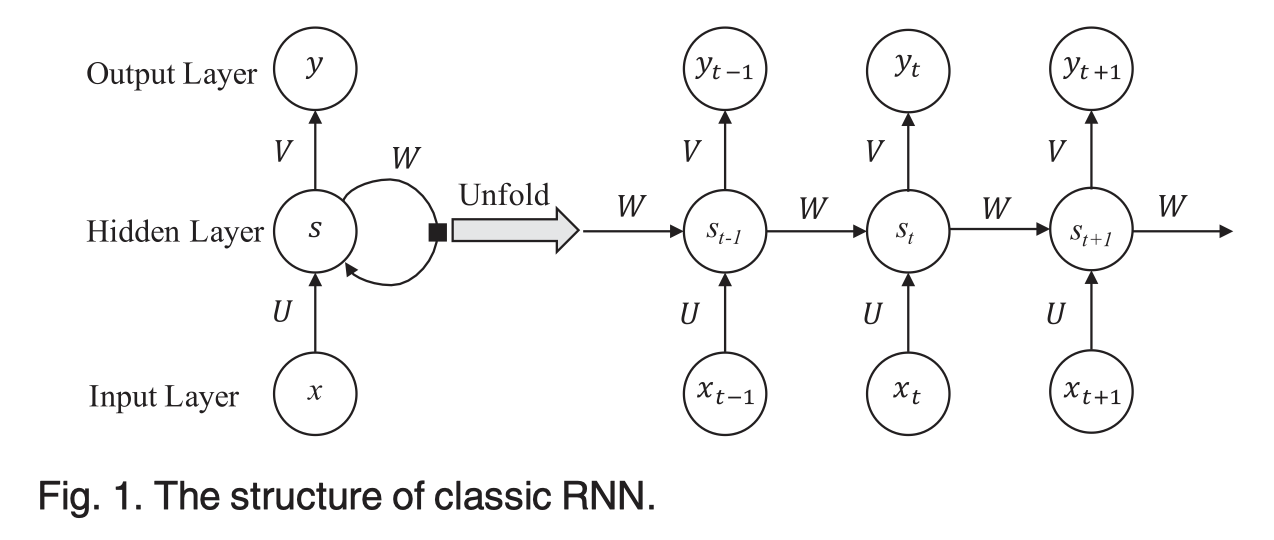 Output Layer y y_{t−1} y_t y_{t+1}
V W V V V
Unfold
Hidden Layer s W s_{t-1} W s_t W s_{t+1} W
U U U U
Input Layer x x_{t−1} x_t x_{t+1}
Fig. 1. The structure of classic RNN.